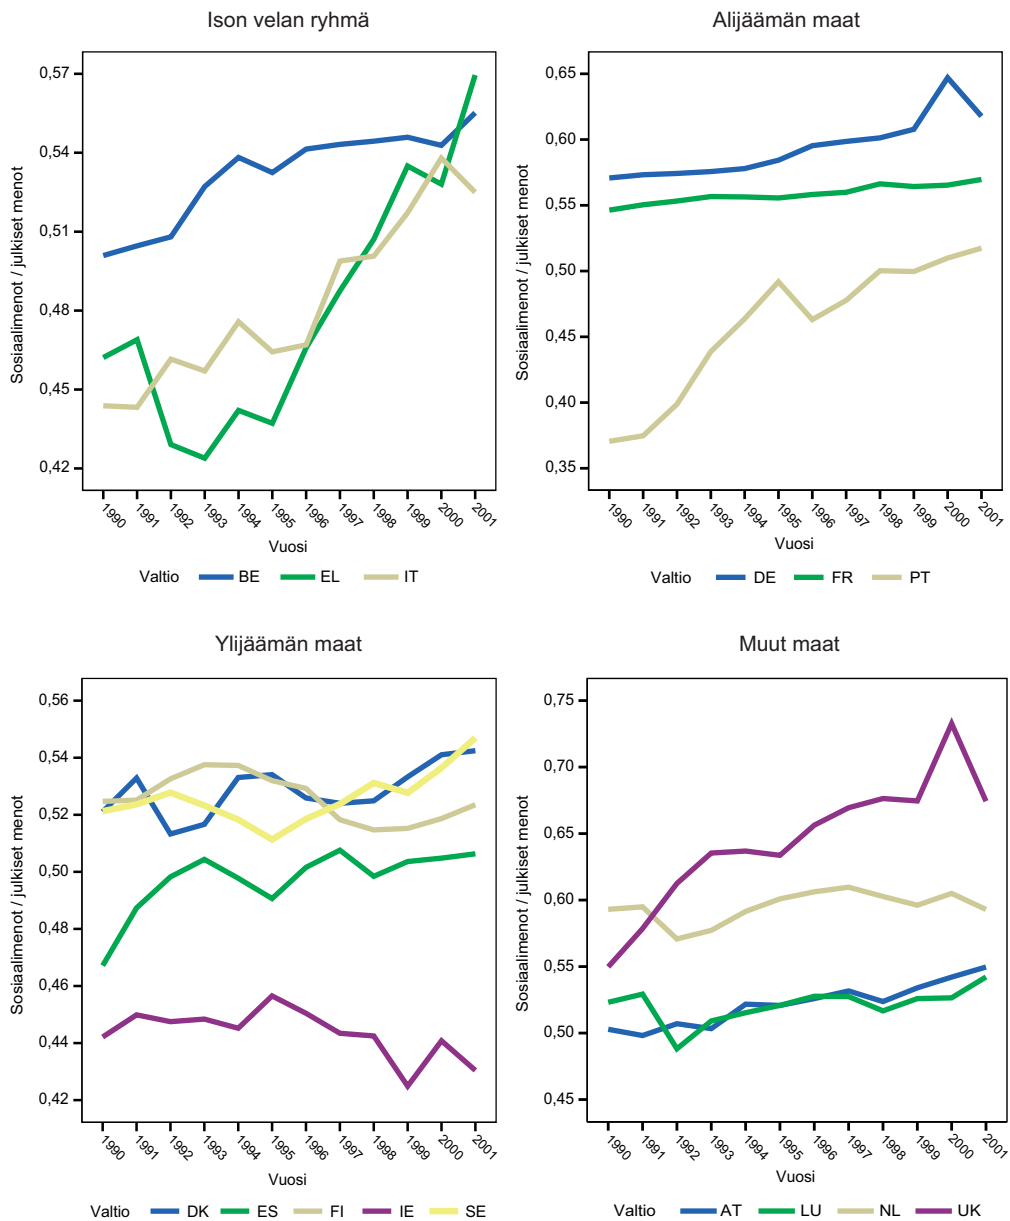 Ison velan ryhmä
Sosiaalimenot / julkiset menot
0,57
0,54
0,51
0,48
0,45
0,42
1990 1991 1992 1993 1994 1995 1996 1997 1998 1999 2000 2001
Vuosi
Valtio BE EL IT
Alijäämän maat
Sosiaalimenot / julkiset menot
0,65
0,60
0,55
0,50
0,45
0,40
0,35
1990 1991 1992 1993 1994 1995 1996 1997 1998 1999 2000 2001
Vuosi
Valtio DE FR PT
Ylijäämän maat
Sosiaalimenot / julkiset menot
0,56
0,54
0,52
0,50
0,48
0,46
0,44
0,42
1990 1991 1992 1993 1994 1995 1996 1997 1998 1999 2000 2001
Vuosi
Valtio DK ES FI IE SE
Muut maat
Sosiaalimenot / julkiset menot
0,75
0,70
0,65
0,60
0,55
0,50
0,45
1990 1991 1992 1993 1994 1995 1996 1997 1998 1999 2000 2001
Vuosi
Valtio AT LU NL UK